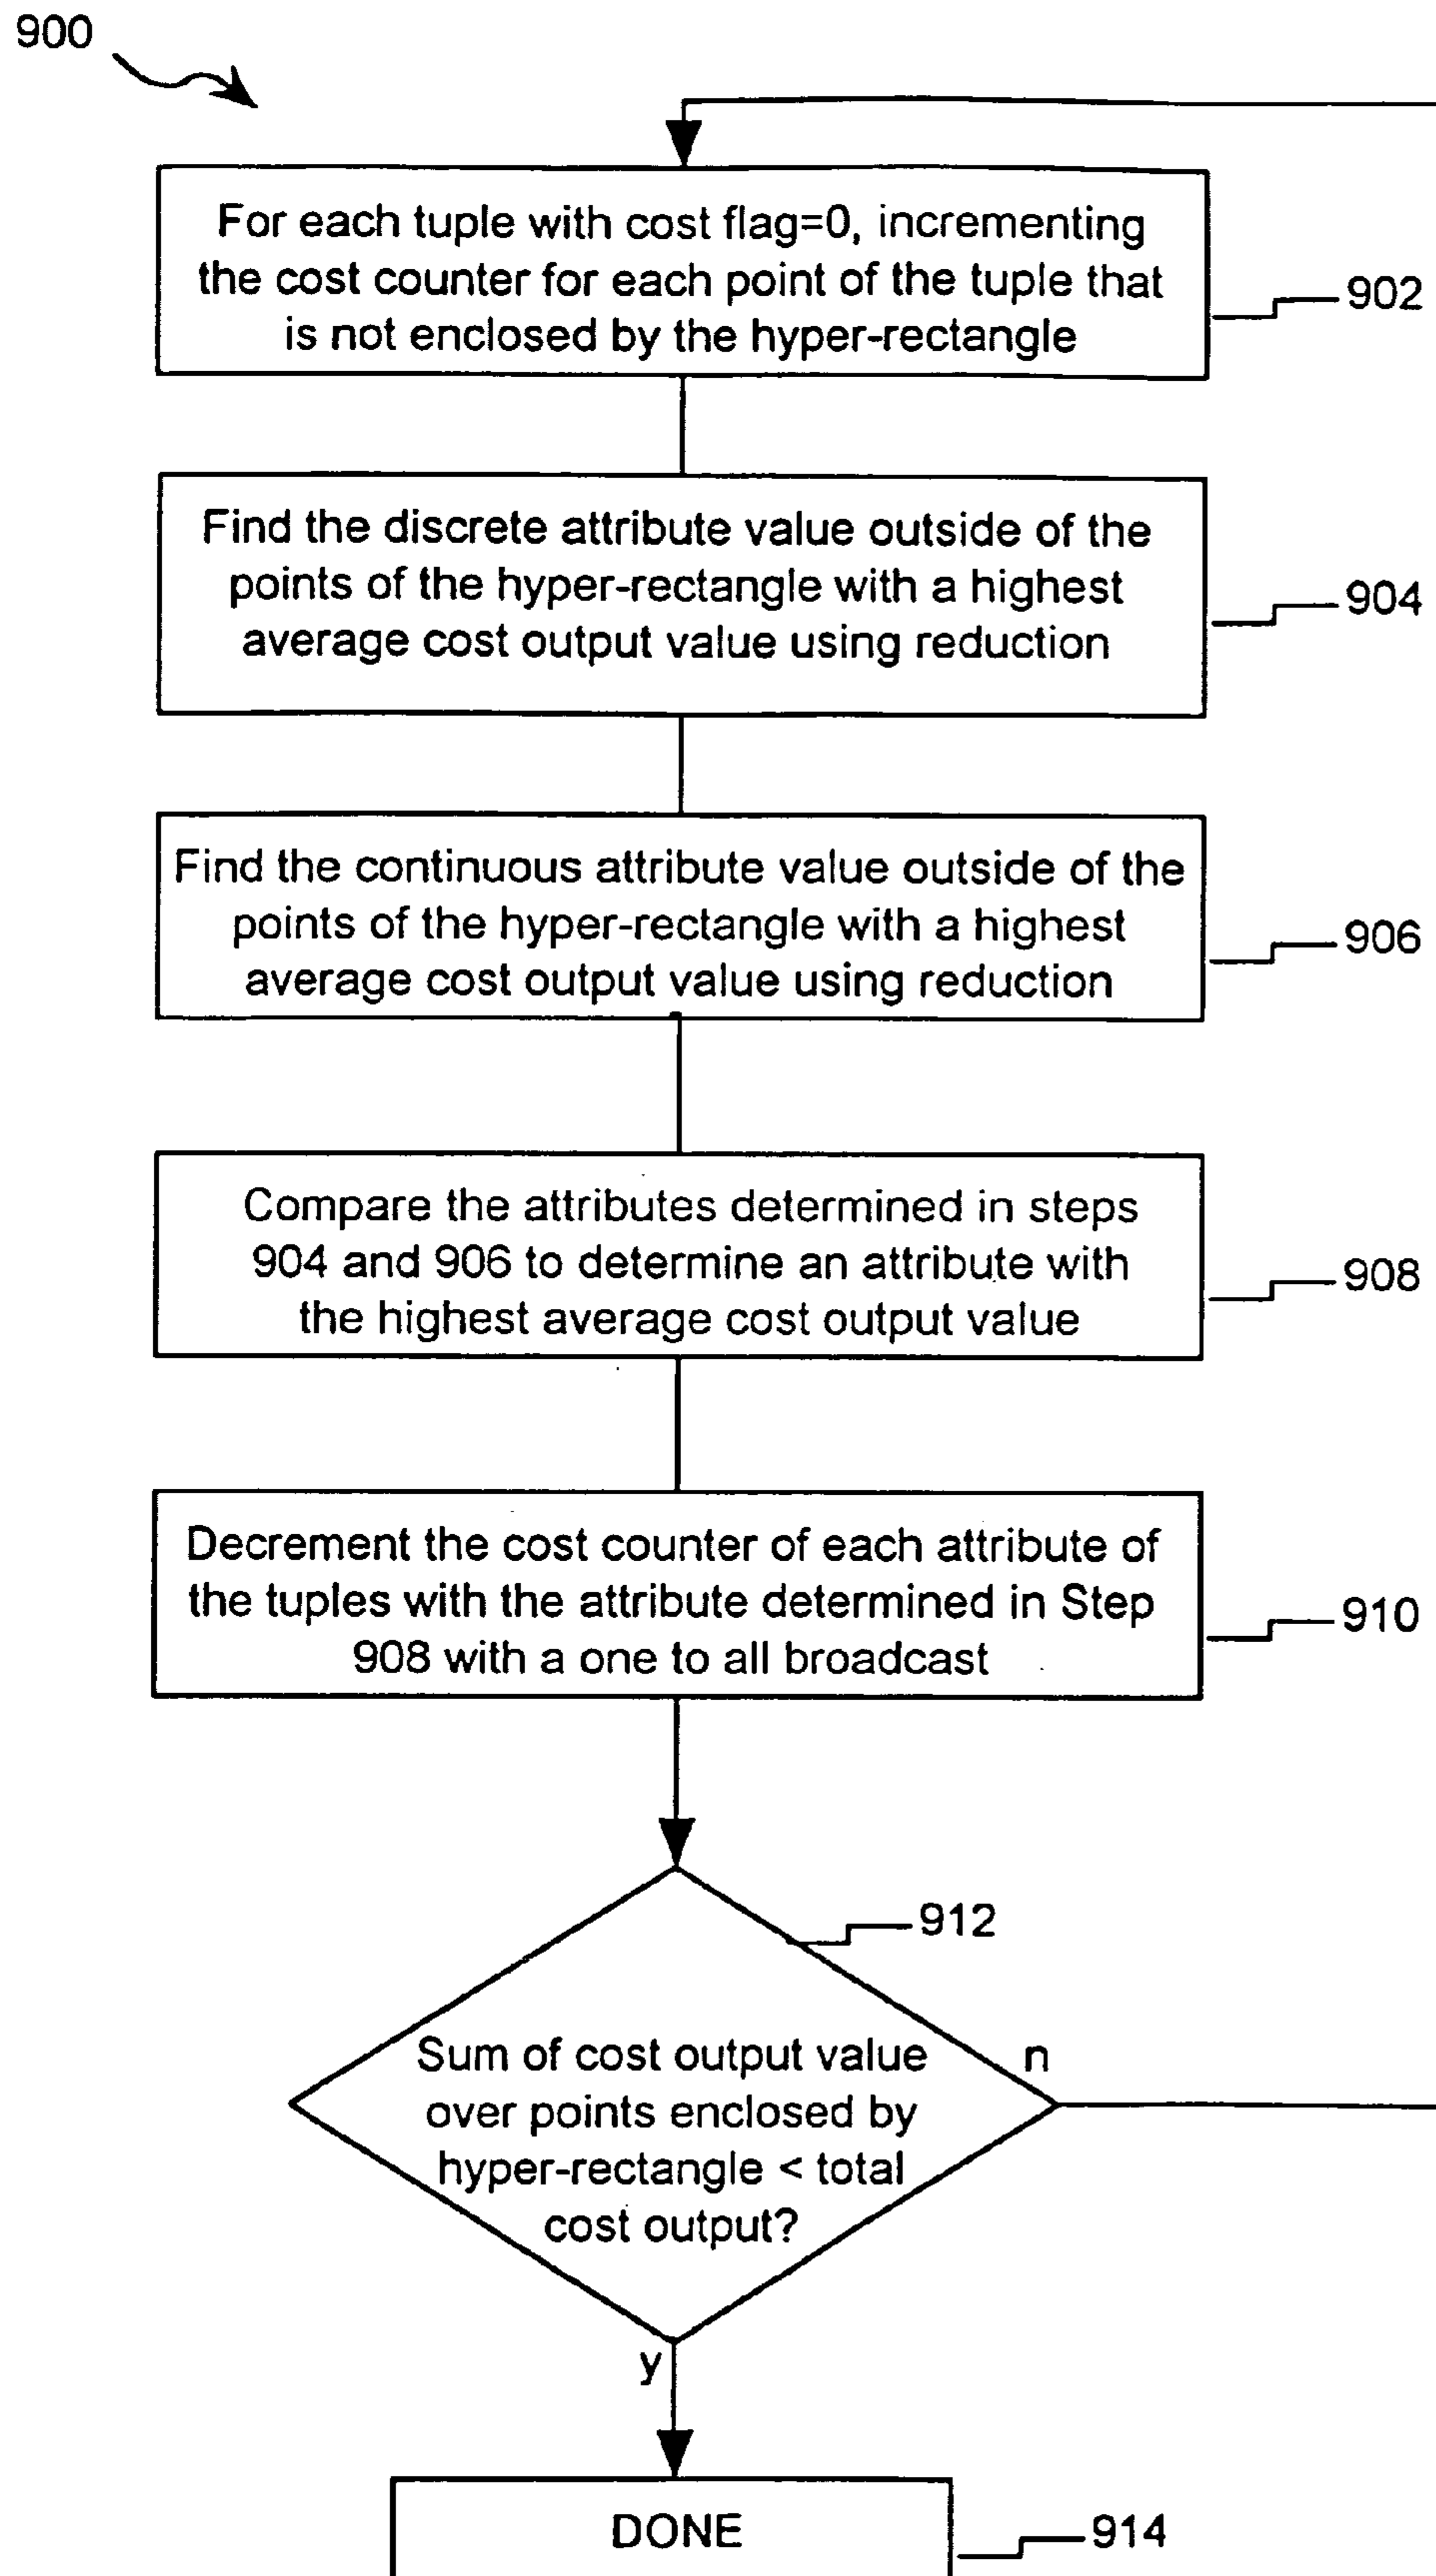 900
For each tuple with cost flag=0, incrementing
the cost counter for each point of the tuple that
is not enclosed by the hyper-rectangle
902
Find the discrete attribute value outside of the
points of the hyper-rectangle with a highest
average cost output value using reduction
904
Find the continuous attribute value outside of the
points of the hyper-rectangle with a highest
average cost output value using reduction
906
Compare the attributes determined in steps
904 and 906 to determine an attribute with
the highest average cost output value
908
Decrement the cost counter of each attribute of
the tuples with the attribute determined in Step
908 with a one to all broadcast
910
912
Sum of cost output value
over points enclosed by
hyper-rectangle < total
cost output?
n
y
DONE
914